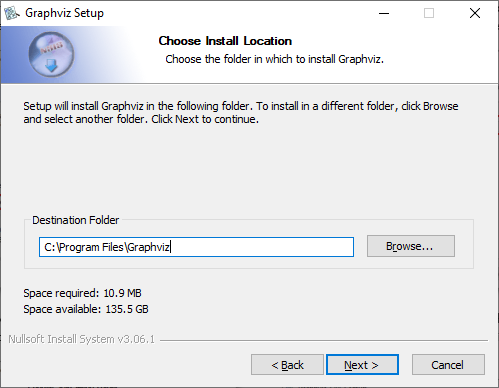 Graphviz Setup
Choose Install Location
Choose the folder in which to install Graphviz.
Setup will install Graphviz in the following folder. To install in a different folder, click Browse
and select another folder. Click Next to continue.
Destination Folder
C:\Program Files\Graphviz
Browse...
Space required: 10.9 MB
Space available: 135.5 GB
Nullsoft Install System v3.06.1
< Back
Next >
Cancel